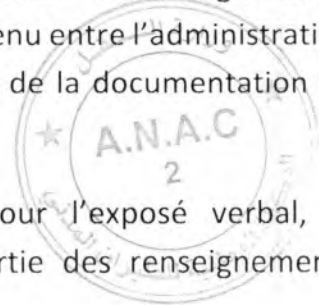 enu entre l'administrati
de la documentation
A.N.A.C
2
our l'exposé verbal,
rtie des renseignemen